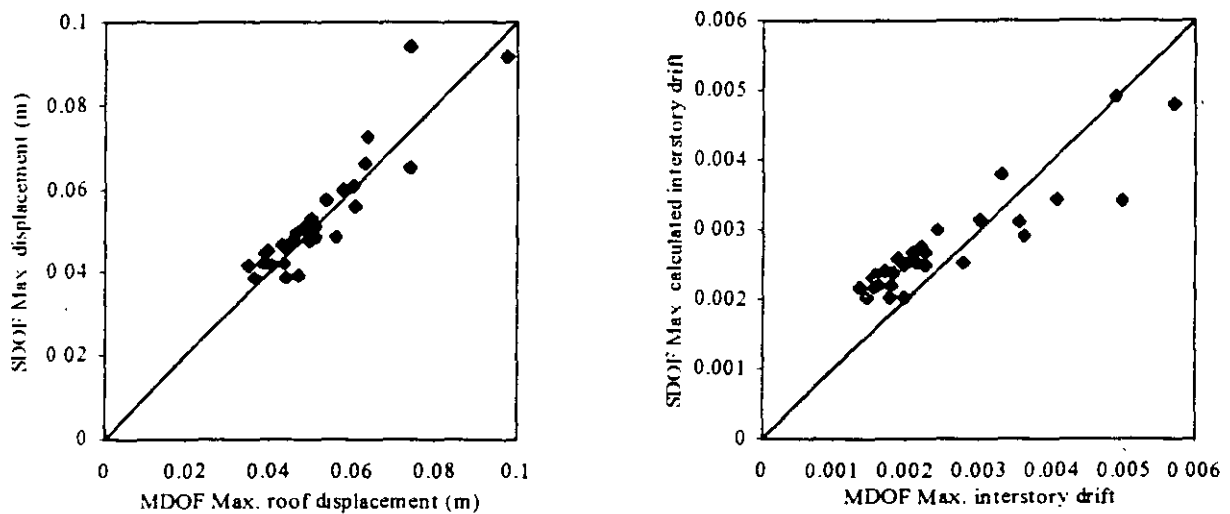 SDOF Max. displacement (m)
0.1
0.08
0.06
0.04
0.02
0
0 0.02 0.04 0.06 0.08 0.1
MDOF Max. roof displacement (m)
SDOF Max. calculated interstory drift
0.006
0.005
0.004
0.003
0.002
0.001
0
0 0.001 0.002 0.003 0.004 0.005 0.006
MDOF Max. interstory drift